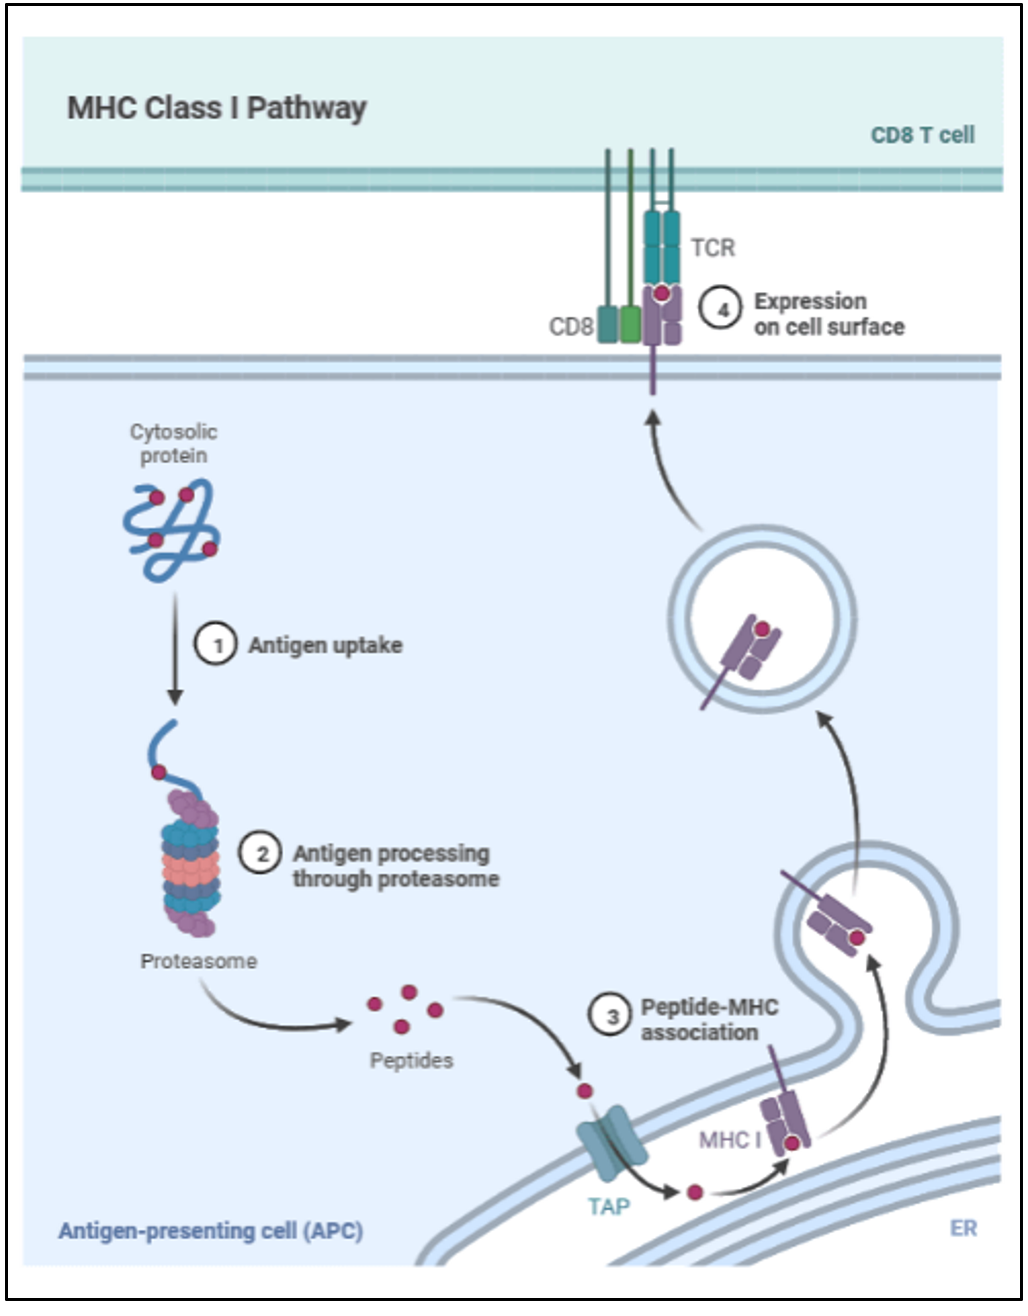 MHC Class I Pathway
CD8 T cell
TCR
4
Expression
on cell surface
CD8
Cytosolic
protein
1
Antigen uptake
2
Antigen processing
through proteasome
Proteasome
3
Peptide-MHC
association
Peptides
MHC I
TAP
Antigen-presenting cell (APC)
ER